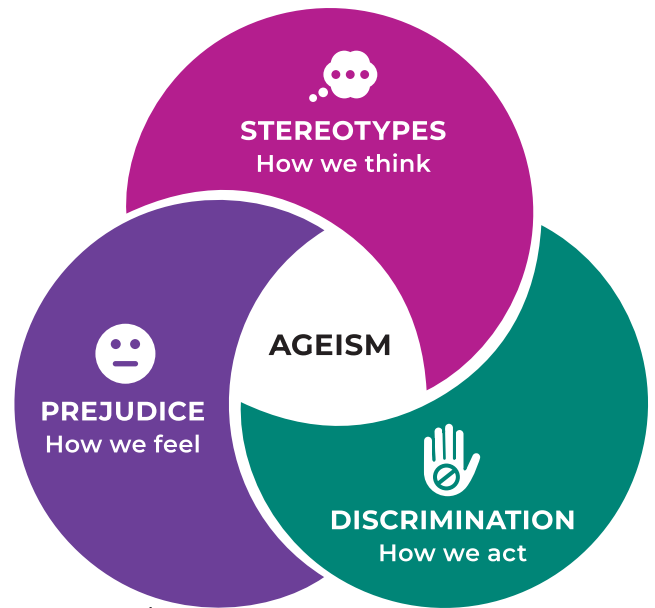 STEREOTYPES
How we think
AGEISM
PREJUDICE
How we feel
DISCRIMINATION
How we act